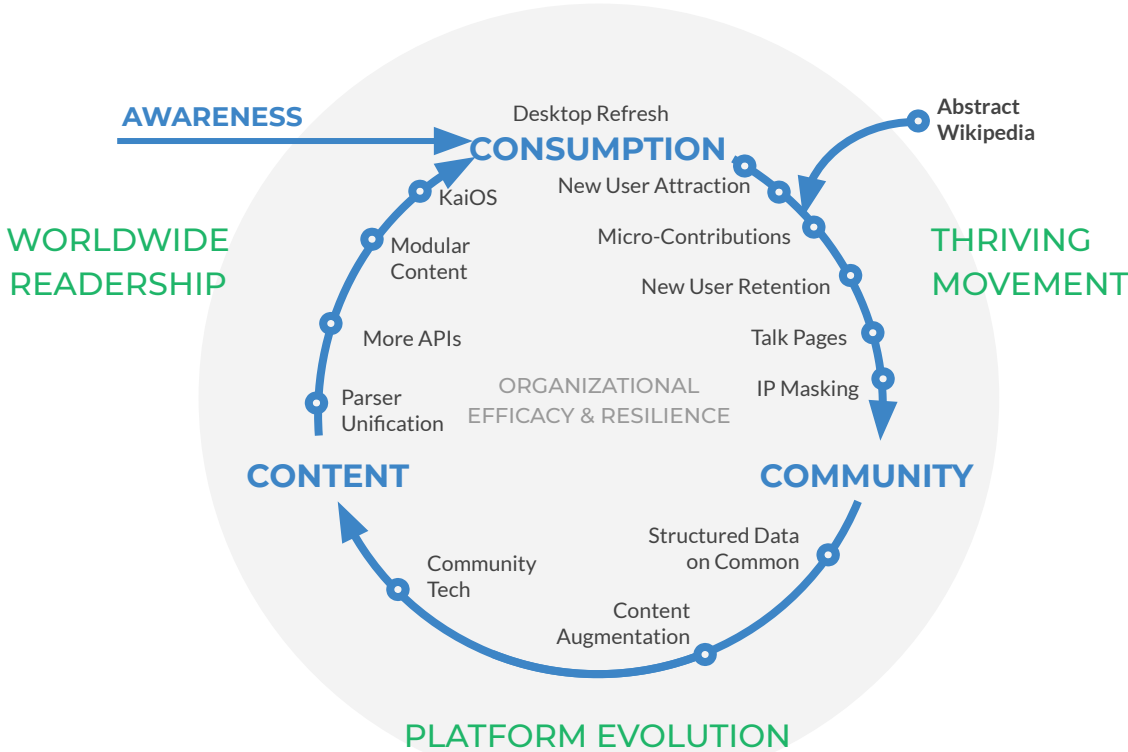 AWARENESS
Desktop Refresh
CONSUMPTION
Abstract
Wikipedia
KaiOS
New User Attraction
WORLDWIDE
READERSHIP
Modular
Content
Micro-Contributions
THRIVING
MOVEMENT
New User Retention
More APIs
Talk Pages
Parser
Unification
ORGANIZATIONAL
EFFICACY & RESILIENCE
IP Masking
CONTENT
COMMUNITY
Structured Data
on Common
Community
Tech
Content
Augmentation
PLATFORM EVOLUTION